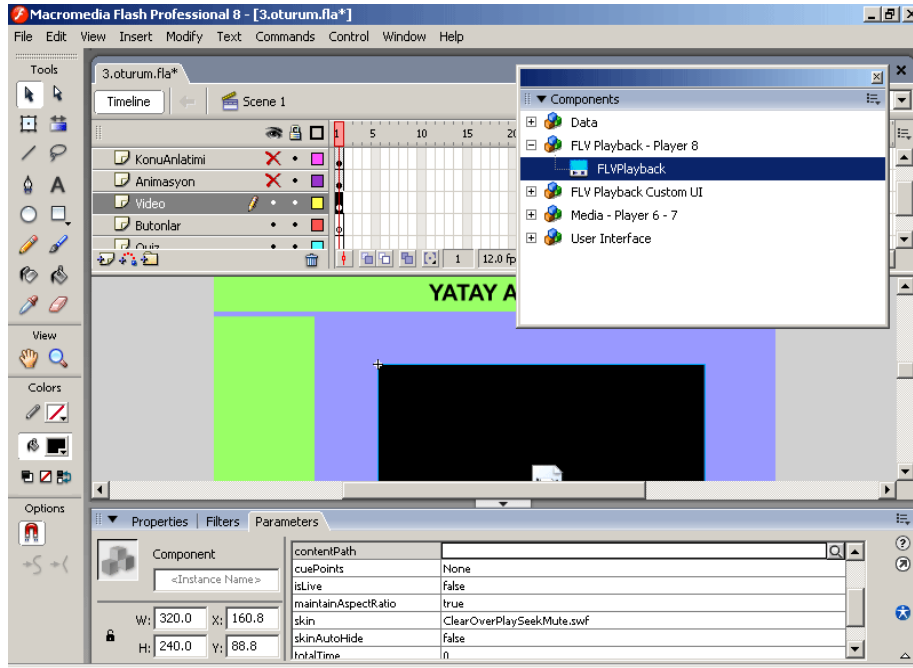 Macromedia Flash Professional 8 - [3.oturum.fla*]
File Edit View Insert Modify Text Commands Control Window Help
Tools
3.oturum.fla*
Timeline Scene 1
1 5 10 15
KonuAnlatimi
Animasyon
Video
Butonlar
Quiz
1 12.0 fp
Components
Data
FLV Playback - Player 8
FLVPlayback
FLV Playback Custom UI
Media - Player 6 - 7
User Interface
YATAY A
View
Colors
Options
Properties Filters Parameters
Component
<Instance Name>
W: 320.0 X: 160.8
H: 240.0 Y: 88.8
contentPath
cuePoints None
isLive false
maintainAspectRatio true
skin ClearOverPlaySeekMute.swf
skinAutoHide false
totalTime 0